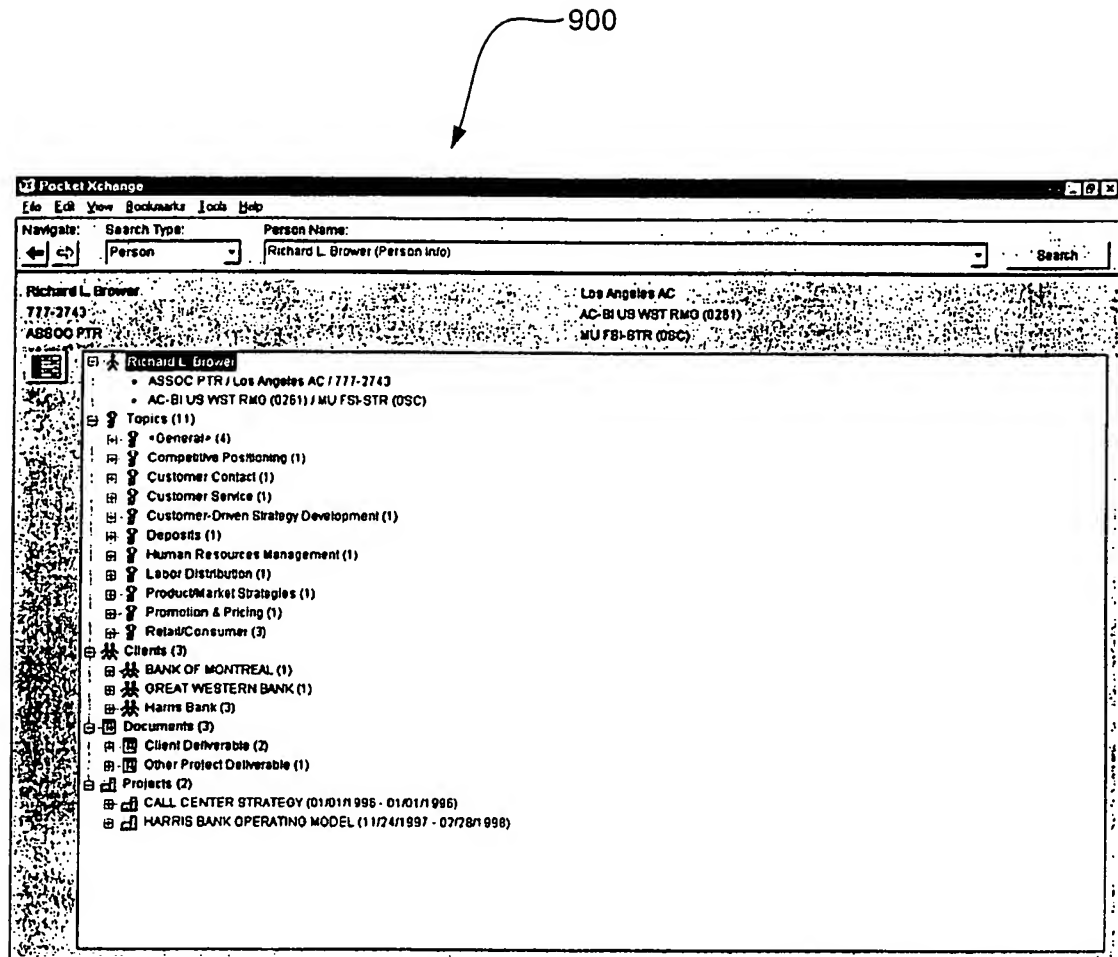 900
Pocket Xchange
File Edit View Bookmarks Tools Help
Navigate: Search Type: Person Name:
Person Richard L. Brower (Person Info) Search
Richard L. Brower Los Angeles AC
777-2743 AC-BI US WST RMO (0261)
ASSOC PTR MU FSI-STR (0SC)
Richard L. Brower
• ASSOC PTR / Los Angeles AC / 777-2743
• AC-BI US WST RMO (0261) / MU FSI-STR (0SC)
Topics (11)
<General> (4)
Competitive Positioning (1)
Customer Contact (1)
Customer Service (1)
Customer-Driven Strategy Development (1)
Deposits (1)
Human Resources Management (1)
Labor Distribution (1)
Product/Market Strategies (1)
Promotion & Pricing (1)
Retail/Consumer (3)
Clients (3)
BANK OF MONTREAL (1)
GREAT WESTERN BANK (1)
Harris Bank (3)
Documents (3)
Client Deliverable (2)
Other Project Deliverable (1)
Projects (2)
CALL CENTER STRATEGY (01/01/1996 - 01/01/1996)
HARRIS BANK OPERATING MODEL (11/24/1997 - 02/28/1998)